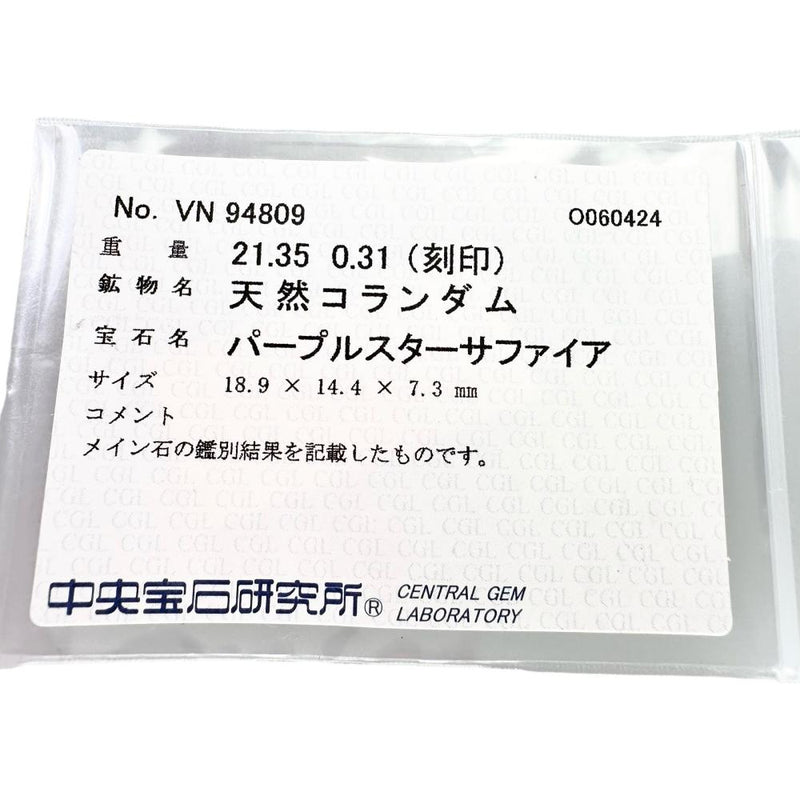 No. VN 94809 O060424
重 量 21.35 0.31 (刻印)
鉱物名 天然コランダム
宝石名 パープルスターサファイア
サイズ 18.9 × 14.4 × 7.3 ㎜
コメント
メイン石の鑑別結果を記載したものです。
中央宝石研究所® CENTRAL GEM
LABORATORY